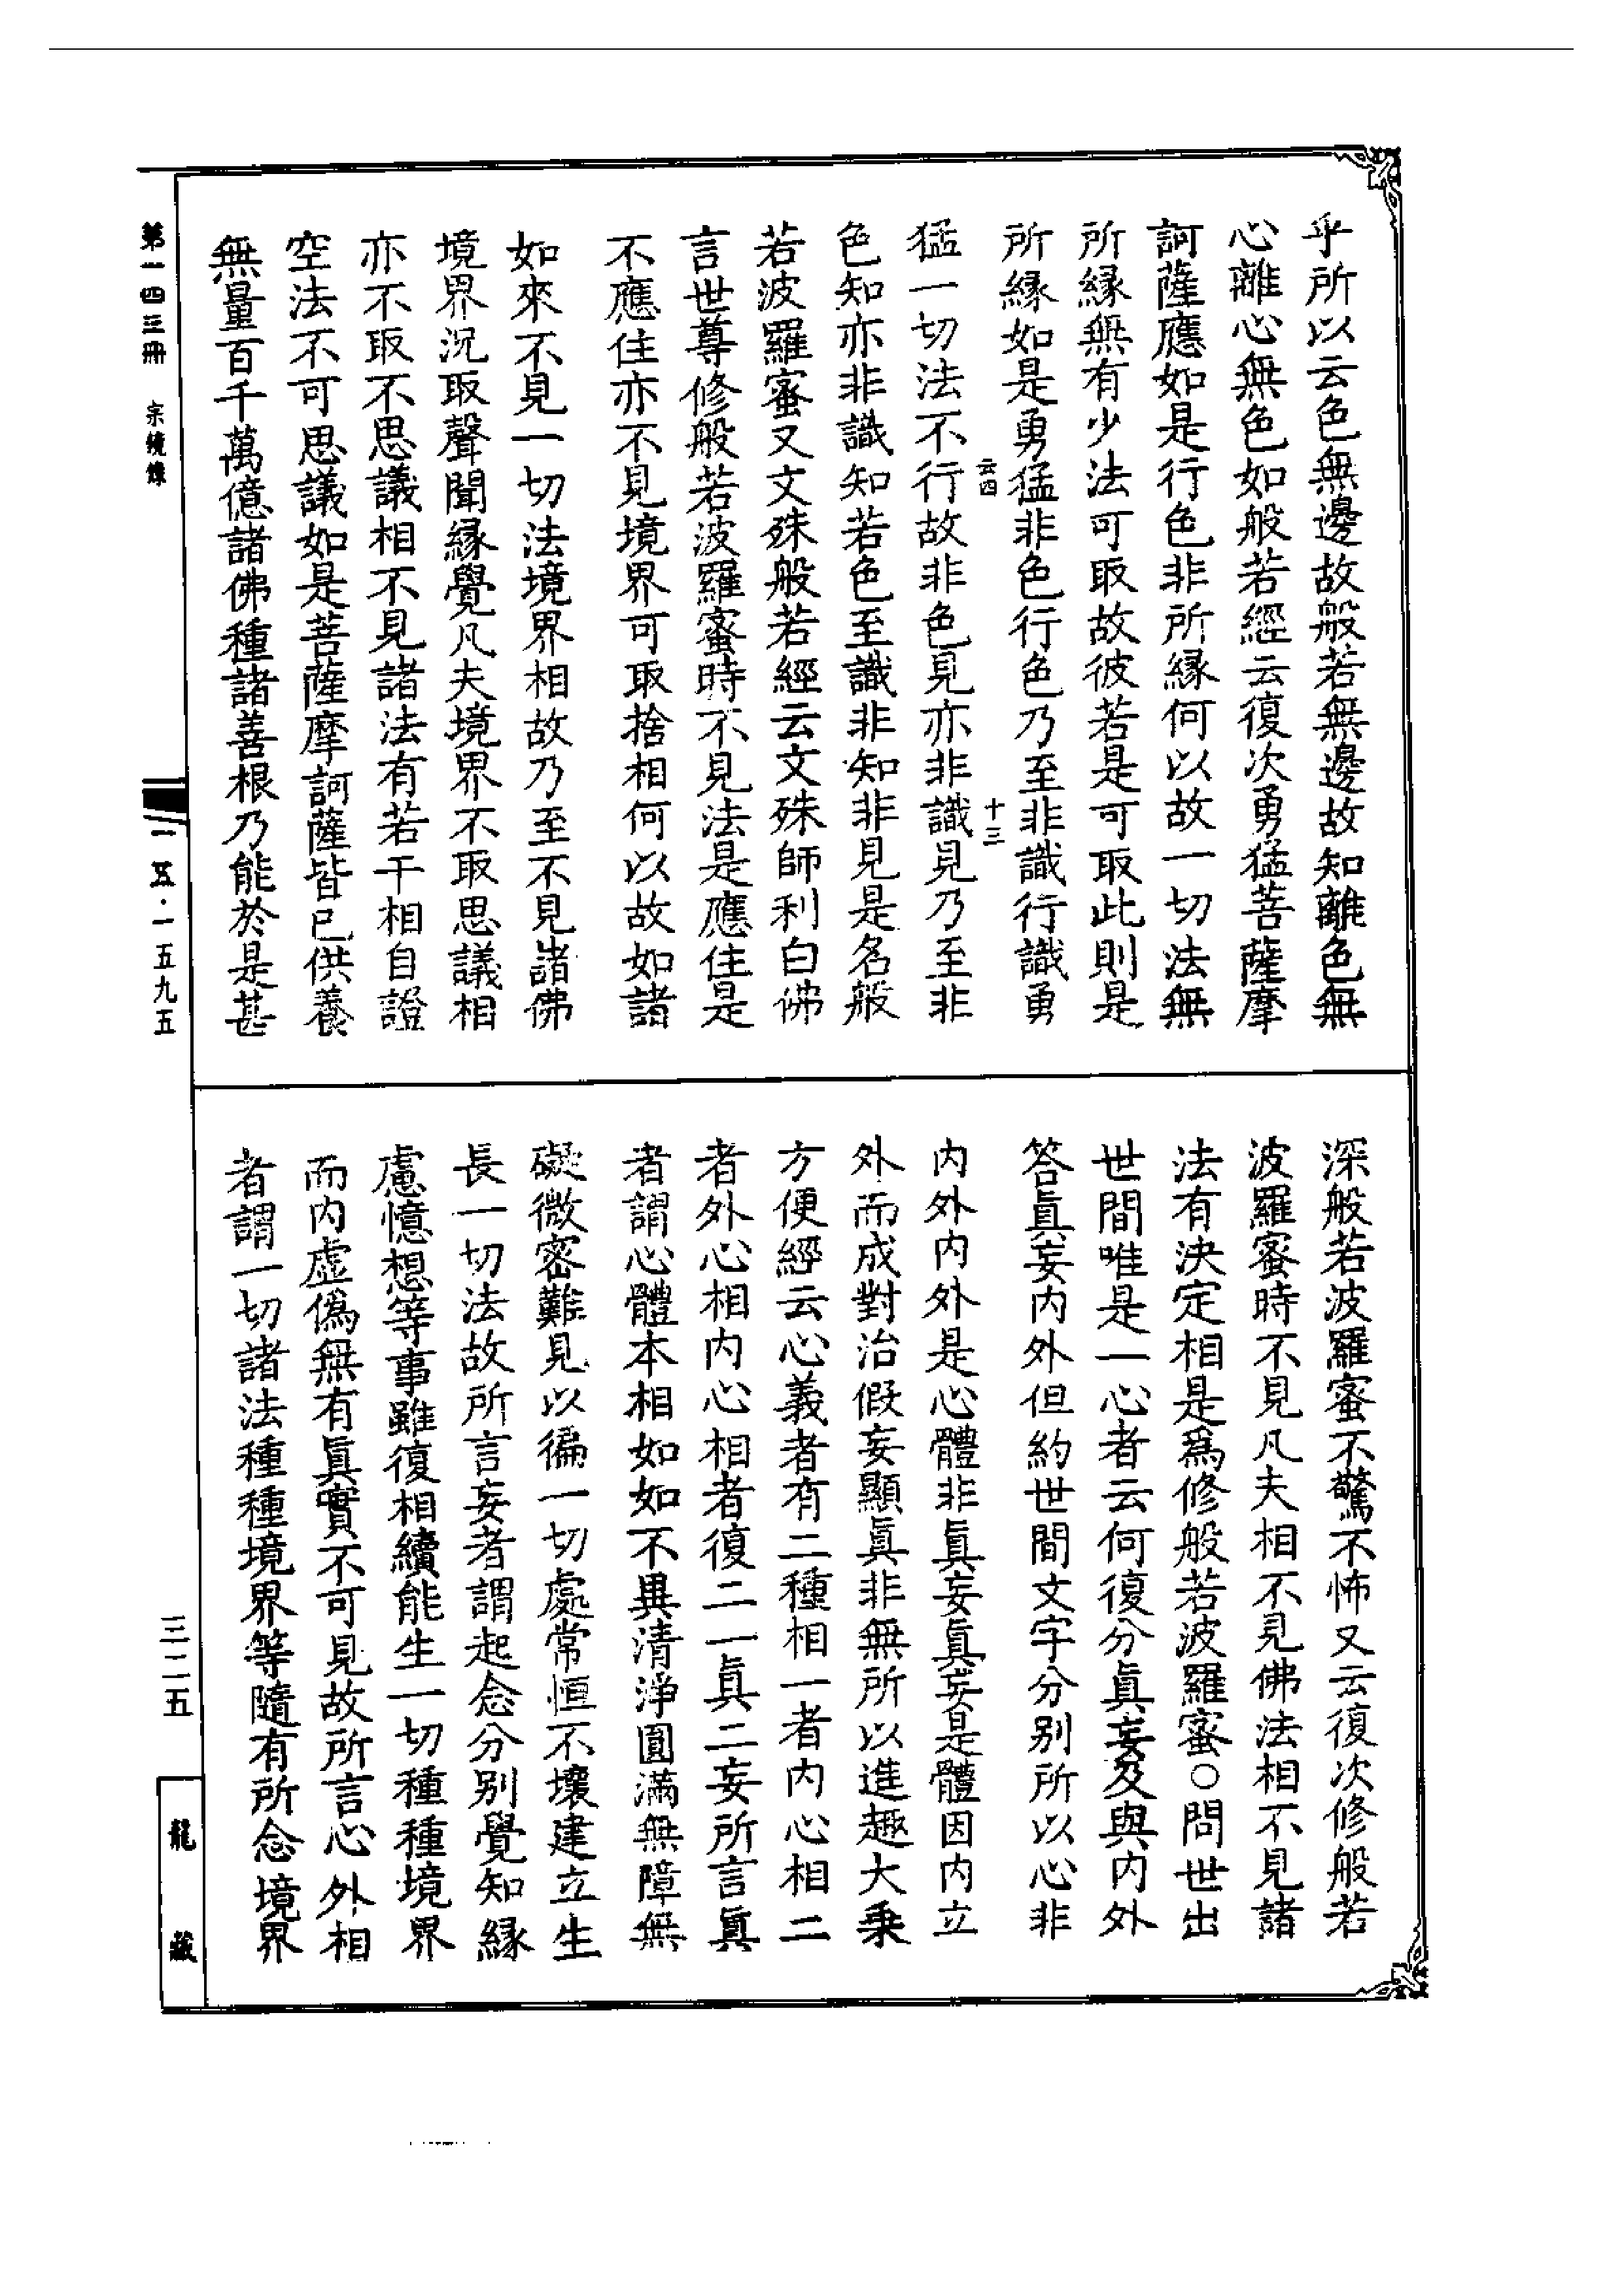 乎所以云色無邊故般若無邊故知離色無
心離心無色如般若經云復次勇猛菩薩摩
訶薩應如是行色非所緣何以故一切法無
所緣無有少法可取故彼若是可取此則是
所緣如是勇猛非色行色乃至非識行識勇
云四
十三
猛一切法不行故非色見亦非識見乃至非
色知亦非識知若色至識非知非見是名般
若波羅蜜又文殊般若經云文殊師利白佛
言世尊修般若波羅蜜時不見法是應住是
不應住亦不見境界可取捨相何以故如諸
如來不見一切法境界相故乃至不見諸佛
境界況取聲聞緣覺凡夫境界不取思議相
亦不取不思議相不見諸法有若干相自證
空法不可思議如是菩薩摩訶薩皆已供養
無量百千萬億諸佛種諸善根乃能於是甚
深般若波羅蜜不驚不怖又云復次修般若
波羅蜜時不見凡夫相不見佛法相不見諸
法有決定相是爲修般若波羅蜜○問世出
世間唯是一心者云何復分眞妄及與內外
答眞妄內外但約世間文字分別所以心非
內外內外是心體非眞妄眞妄是體因內立
外而成對治假妄顯眞非無所以進趣大乘
方便經云心義者有二種相一者內心相二
者外心相內心相者復二一眞二妄所言眞
者謂心體本相如如不異清淨圓滿無障無
礙微密難見以徧一切處常恒不壞建立生
長一切法故所言妄者謂起念分別覺知緣
慮憶想等事雖復相續能生一切種種境界
而內虛僞無有眞實不可見故所言心外相
者謂一切諸法種種境界等隨有所念境界
第一四三冊 宗鏡錄
一五·一五九五
三二五
龍藏